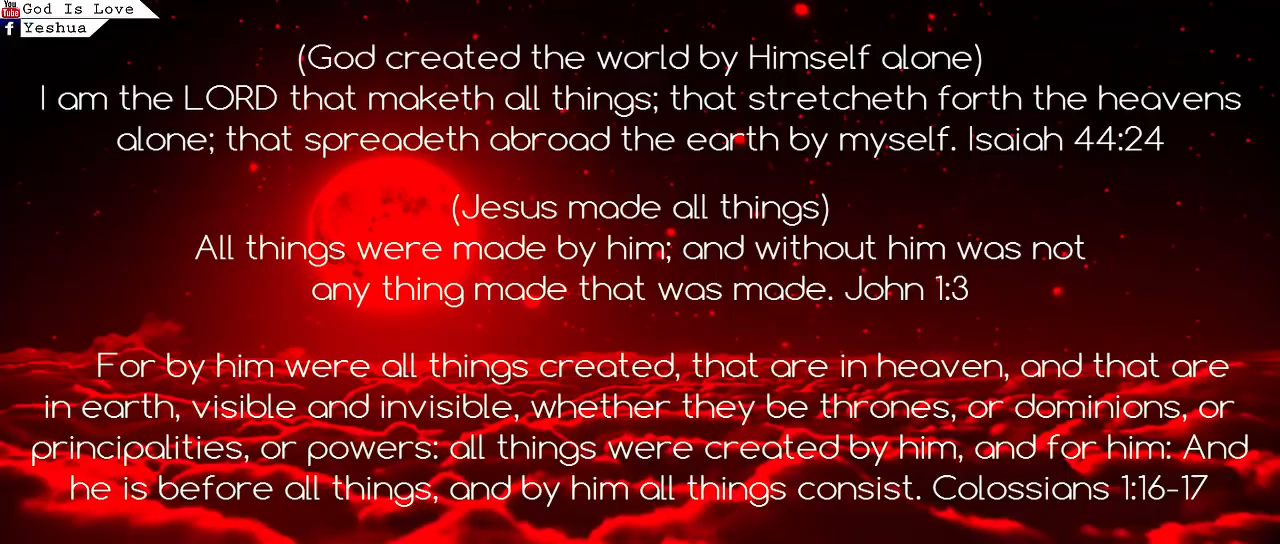 You
Tube
God Is Love
f
Yeshua
(God created the world by Himself alone)
I am the LORD that maketh all things; that stretcheth forth the heavens
alone; that spreadeth abroad the earth by myself. Isaiah 44:24
(Jesus made all things)
All things were made by him; and without him was not
any thing made that was made. John 1:3
For by him were all things created, that are in heaven, and that are
in earth, visible and invisible, whether they be thrones, or dominions, or
principalities, or powers: all things were created by him, and for him: And
he is before all things, and by him all things consist. Colossians 1:16-17